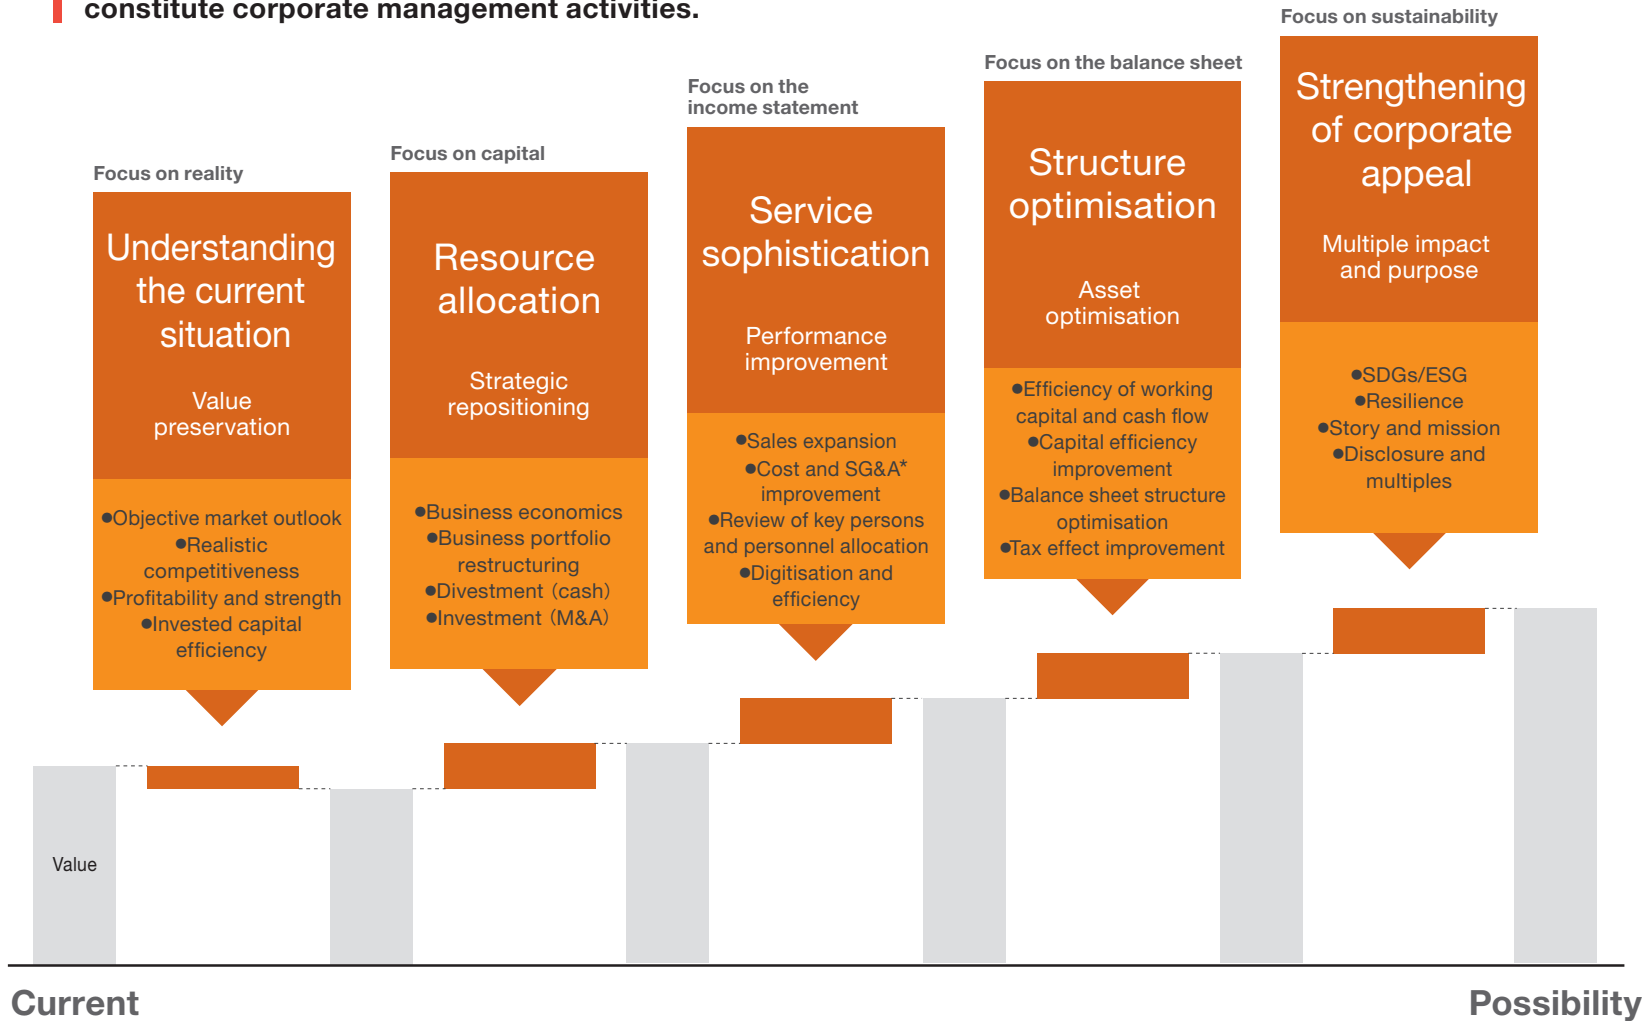 constitute corporate management activities.
Focus on reality
Understanding
the current
situation
Value
preservation
●Objective market outlook
●Realistic
competitiveness
●Profitability and strength
●Invested capital
efficiency
Focus on capital
Resource
allocation
Strategic
repositioning
●Business economics
●Business portfolio
restructuring
●Divestment（cash）
●Investment（M&A）
Focus on the
income statement
Service
sophistication
Performance
improvement
●Sales expansion
●Cost and SG&A*
improvement
●Review of key persons
and personnel allocation
●Digitisation and
efficiency
Focus on the balance sheet
Structure
optimisation
Asset
optimisation
●Efficiency of working
capital and cash flow
●Capital efficiency
improvement
●Balance sheet structure
optimisation
●Tax effect improvement
Focus on sustainability
Strengthening
of corporate
appeal
Multiple impact
and purpose
●SDGs/ESG
●Resilience
●Story and mission
●Disclosure and
multiples
Value
Current
Possibility